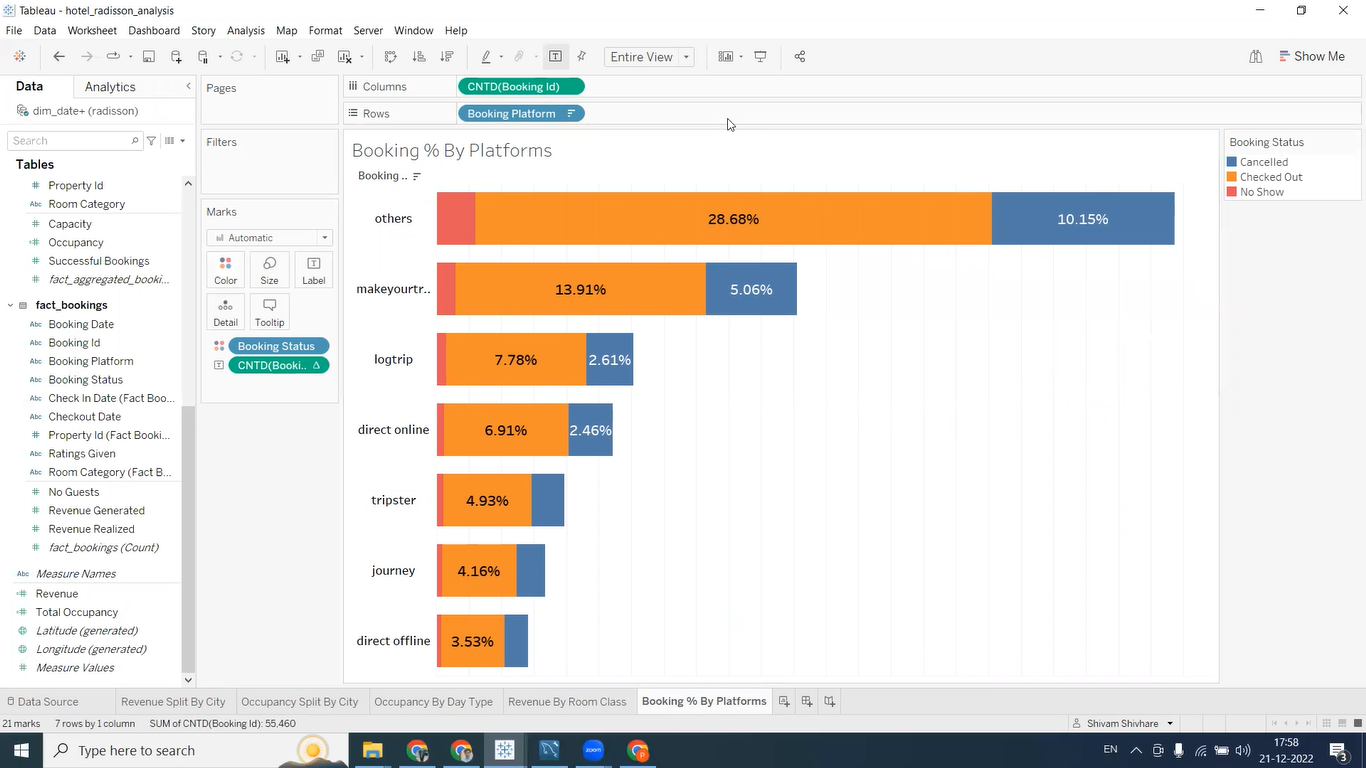 Tableau - hotel_radisson_analysis
File Data Worksheet Dashboard Story Analysis Map Format Server Window Help
Entire View
Show Me
Data
Analytics
Pages
Columns
CNTD(Booking Id)
dim_date+ (radisson)
Rows
Booking Platform
Search
Filters
Tables
Property Id
Room Category
Capacity
Occupancy
Successful Bookings
fact_aggregated_booki...
fact_bookings
Booking Date
Booking Id
Booking Platform
Booking Status
Check In Date (Fact Boo...
Checkout Date
Property Id (Fact Booki...
Ratings Given
Room Category (Fact B...
No Guests
Revenue Generated
Revenue Realized
fact_bookings (Count)
Measure Names
Revenue
Total Occupancy
Latitude (generated)
Longitude (generated)
Measure Values
Marks
Automatic
Color
Size
Label
Detail
Tooltip
Booking Status
CNTD(Booki.. Δ
Booking % By Platforms
Booking ..
others
28.68%
10.15%
makeyourtr..
13.91%
5.06%
logtrip
7.78%
2.61%
direct online
6.91%
2.46%
tripster
4.93%
journey
4.16%
direct offline
3.53%
Booking Status
Cancelled
Checked Out
No Show
Data Source
Revenue Split By City
Occupancy Split By City
Occupancy By Day Type
Revenue By Room Class
Booking % By Platforms
21 marks 7 rows by 1 column SUM of CNTD(Booking Id): 55,460
Shivam Shivhare
Type here to search
zoom
EN
17:58
21-12-2022
3